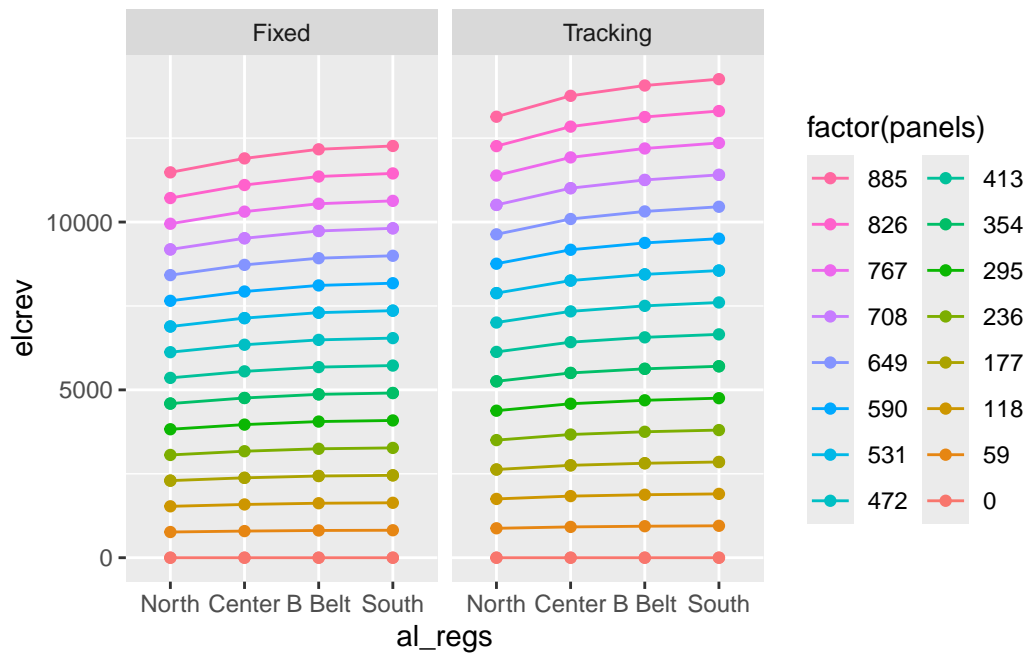 Fixed Tracking
elcrev
10000
5000
0
North Center B Belt South North Center B Belt South
al_regs
factor(panels)
885 413
826 354
767 295
708 236
649 177
590 118
531 59
472 0